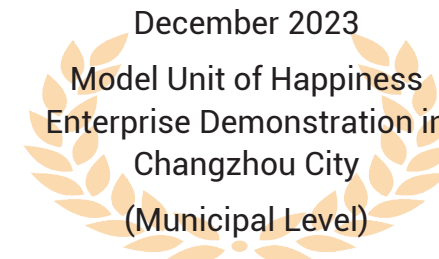 December 2023
Model Unit of Happiness
Enterprise Demonstration in
Changzhou City
(Municipal Level)